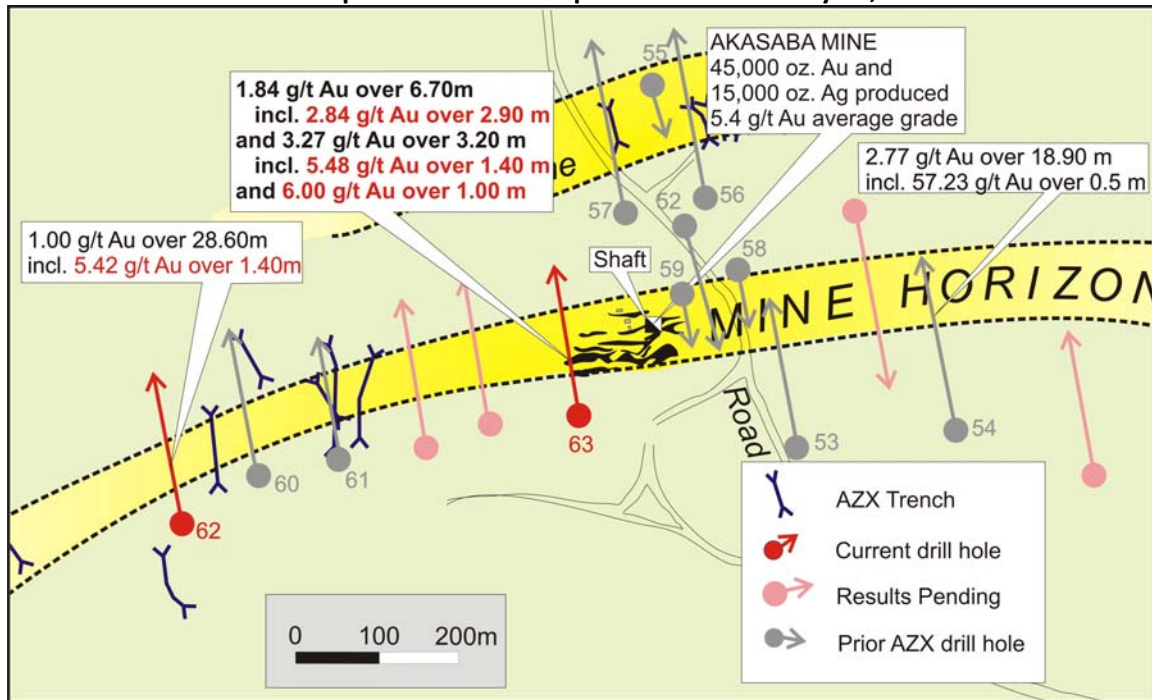 1.84 g/t Au over 6.70m
incl. 2.84 g/t Au over 2.90 m
and 3.27 g/t Au over 3.20 m
incl. 5.48 g/t Au over 1.40 m
and 6.00 g/t Au over 1.00 m
AKASABA MINE
45,000 oz. Au and
15,000 oz. Ag produced
5.4 g/t Au average grade
2.77 g/t Au over 18.90 m
incl. 57.23 g/t Au over 0.5 m
1.00 g/t Au over 28.60m
incl. 5.42 g/t Au over 1.40m
55
57
52
56
Shaft
59
58
MINE HORIZON
63
Road
53
54
60
61
62
AZX Trench
Current drill hole
Results Pending
Prior AZX drill hole
0 100 200m